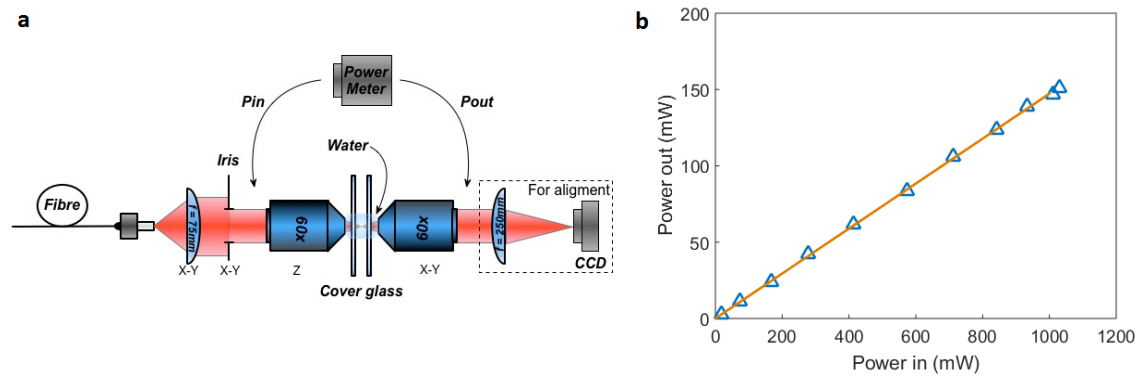 a
Power
Meter
Pin
Pout
Water
Iris
Fibre
For aligment
f = 75mm
60x
60x
f = 250mm
CCD
X-Y
X-Y
Z
X-Y
Cover glass
b
200
150
100
50
0
Power out (mW)
0
200
400
600
800
1000
1200
Power in (mW)